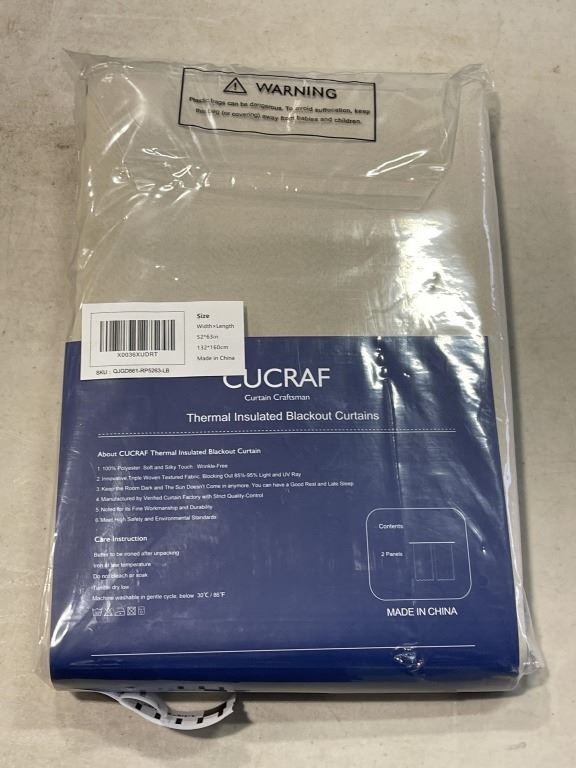 ⚠ WARNING
Plastic bags can be dangerous. To avoid suffocation, keep
this bag (or covering) away from babies and children.
Size
Width×Length
52*63in
132*160cm
Made in China
X0036XUDRT
SKU : QJGD861-RP5263-LB
CUCRAF
Curtain Craftsman
Thermal Insulated Blackout Curtains
About CUCRAF Thermal Insulated Blackout Curtain
1. 100% Polyester. Soft and Silky Touch. Wrinkle-Free
2. Innovative Triple Woven Textured Fabric. Blocking Out 85%-95% Light and UV Ray
3. Keep the Room Dark and The Sun Doesn't Come in anymore. You can have a Good Rest and Late Sleep
4. Manufactured by Verified Curtain Factory with Strict Quality-Control
5. Noted for its Fine Workmanship and Durability
6. Meet High Safety and Environmental Standards
Care Instruction
Better to be ironed after unpacking
Iron at low temperature
Do not bleach or soak
Tumble dry low
Machine washable in gentle cycle, below 30℃ / 86℉
Contents:
2 Panels
MADE IN CHINA